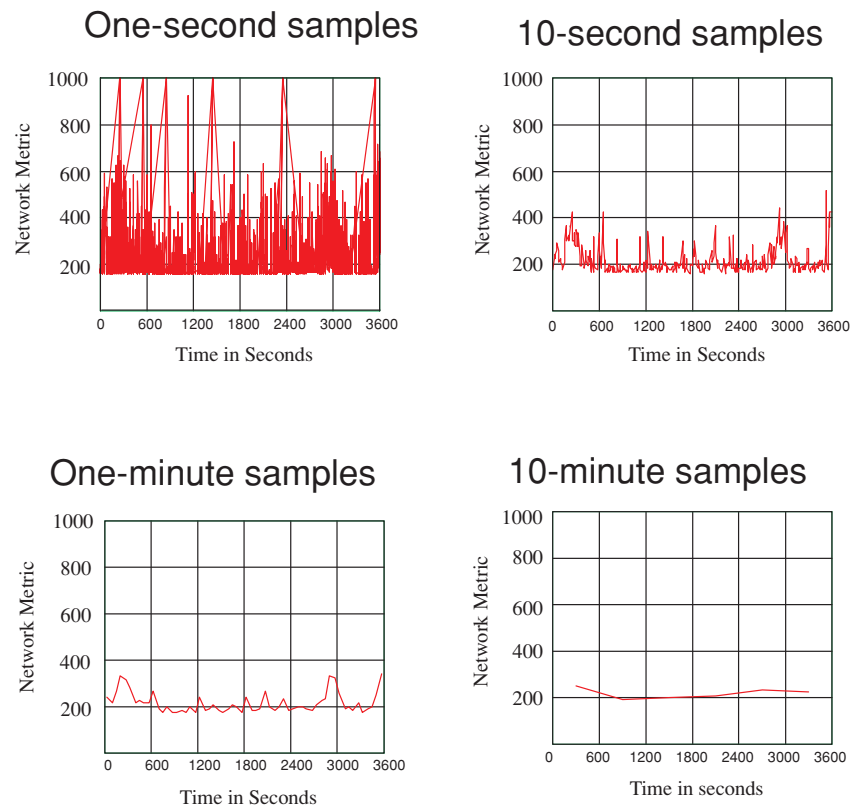 One-second samples
1000
800
600
400
200
Network Metric
0 600 1200 1800 2400 3000 3600
Time in Seconds
10-second samples
1000
800
600
400
200
Network Metric
0 600 1200 1800 2400 3000 3600
Time in Seconds
One-minute samples
1000
800
600
400
200
Network Metric
0 600 1200 1800 2400 3000 3600
Time in Seconds
10-minute samples
1000
800
600
400
200
Network Metric
0 600 1200 1800 2400 3000 3600
Time in seconds